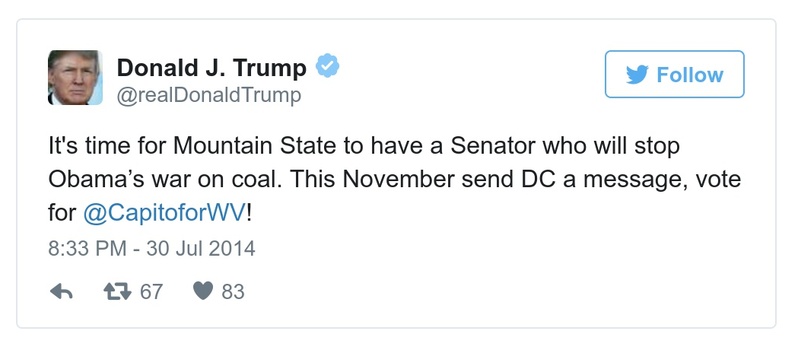 Donald J. Trump
@realDonaldTrump
Follow
It's time for Mountain State to have a Senator who will stop
Obama’s war on coal. This November send DC a message, vote
for @CapitoforWV!
8:33 PM - 30 Jul 2014
67 83